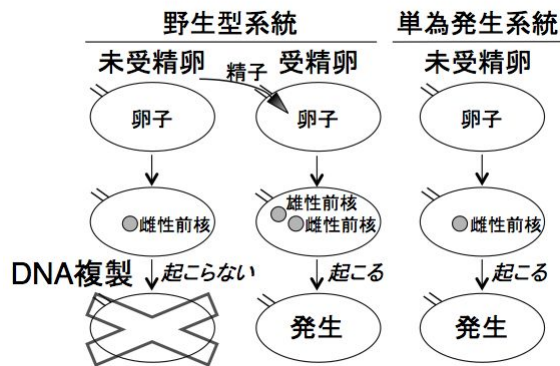 野生型系統 単為発生系統
未受精卵 精子 受精卵 未受精卵
卵子 卵子 卵子
雌性前核 雄性前核 雌性前核
雌性前核
DNA複製 起こらない 起こる 起こる
発生 発生